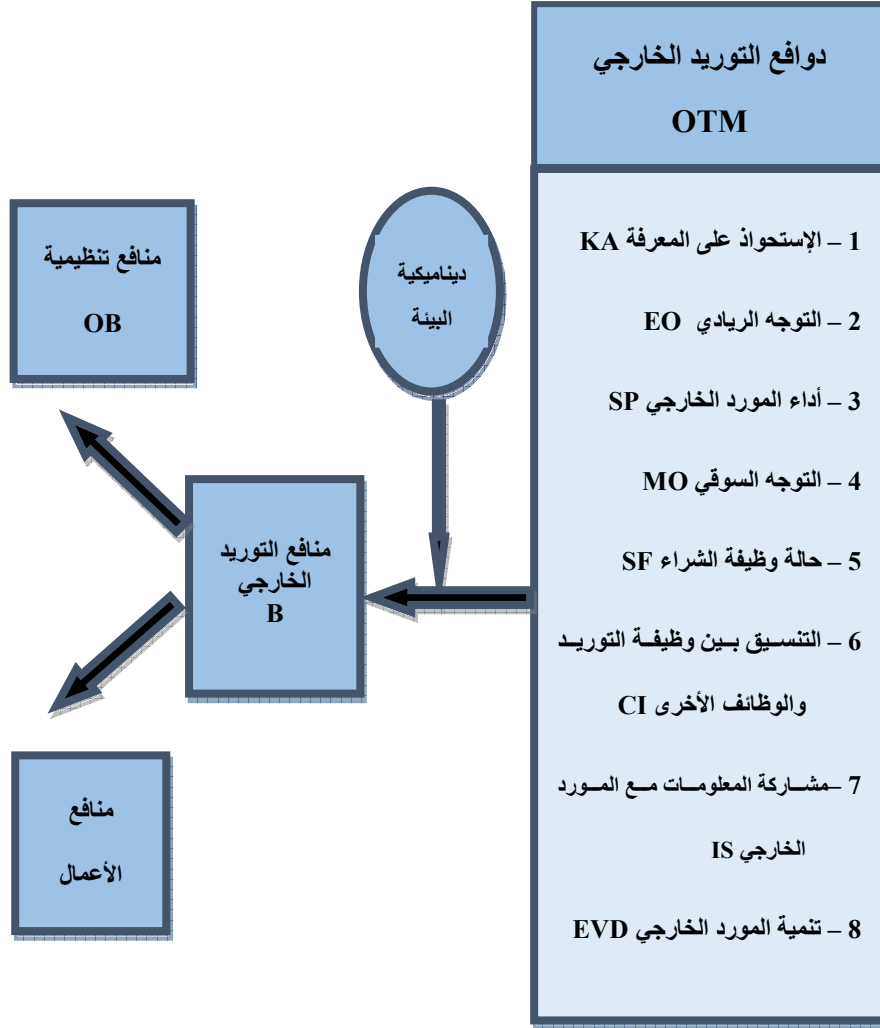 دوافع التوريد الخارجي
OTM
1 – الإستحواذ على المعرفة KA
2 – التوجه الريادي EO
3 – أداء المورد الخارجي SP
4 – التوجه السوقي MO
5 – حالة وظيفة الشراء SF
6 – التنسيق بين وظيفة التوريد
والوظائف الأخرى CI
7 –مشاركة المعلومات مع المورد
الخارجي IS
8 – تنمية المورد الخارجي EVD
ديناميكية
البيئة
منافع التوريد
الخارجي
B
منافع تنظيمية
OB
منافع
الأعمال